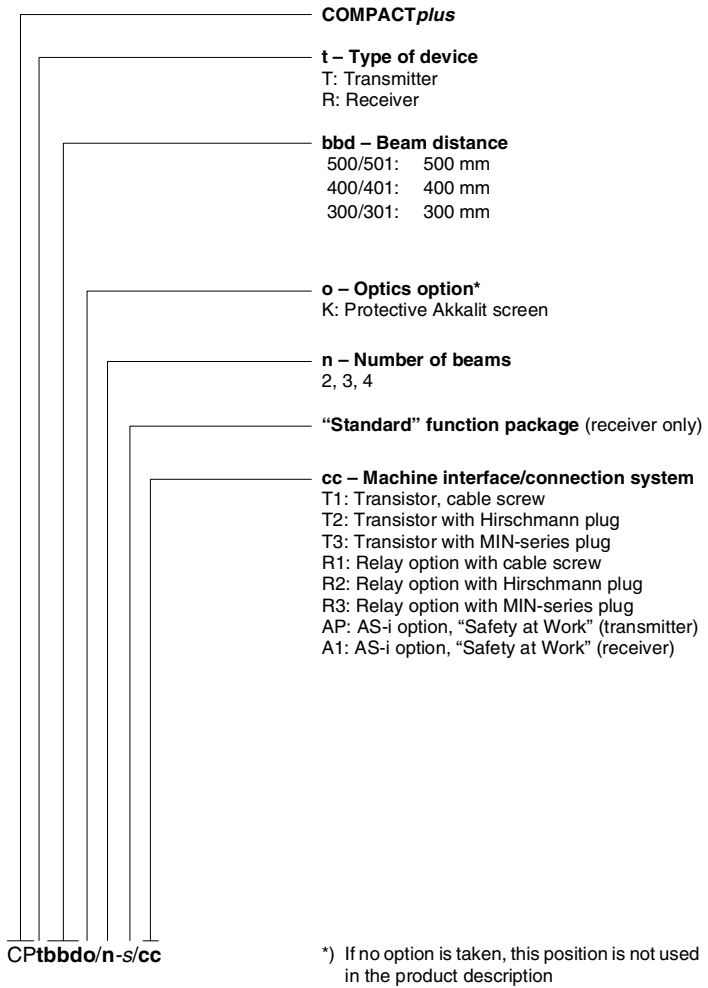 COMPACTplus
t – Type of device
T: Transmitter
R: Receiver
bbd – Beam distance
500/501: 500 mm
400/401: 400 mm
300/301: 300 mm
o – Optics option*
K: Protective Akkalit screen
n – Number of beams
2, 3, 4
“Standard” function package (receiver only)
cc – Machine interface/connection system
T1: Transistor, cable screw
T2: Transistor with Hirschmann plug
T3: Transistor with MIN-series plug
R1: Relay option with cable screw
R2: Relay option with Hirschmann plug
R3: Relay option with MIN-series plug
AP: AS-i option, “Safety at Work” (transmitter)
A1: AS-i option, “Safety at Work” (receiver)
CPtbbdo/n-s/cc
*) If no option is taken, this position is not used
in the product description